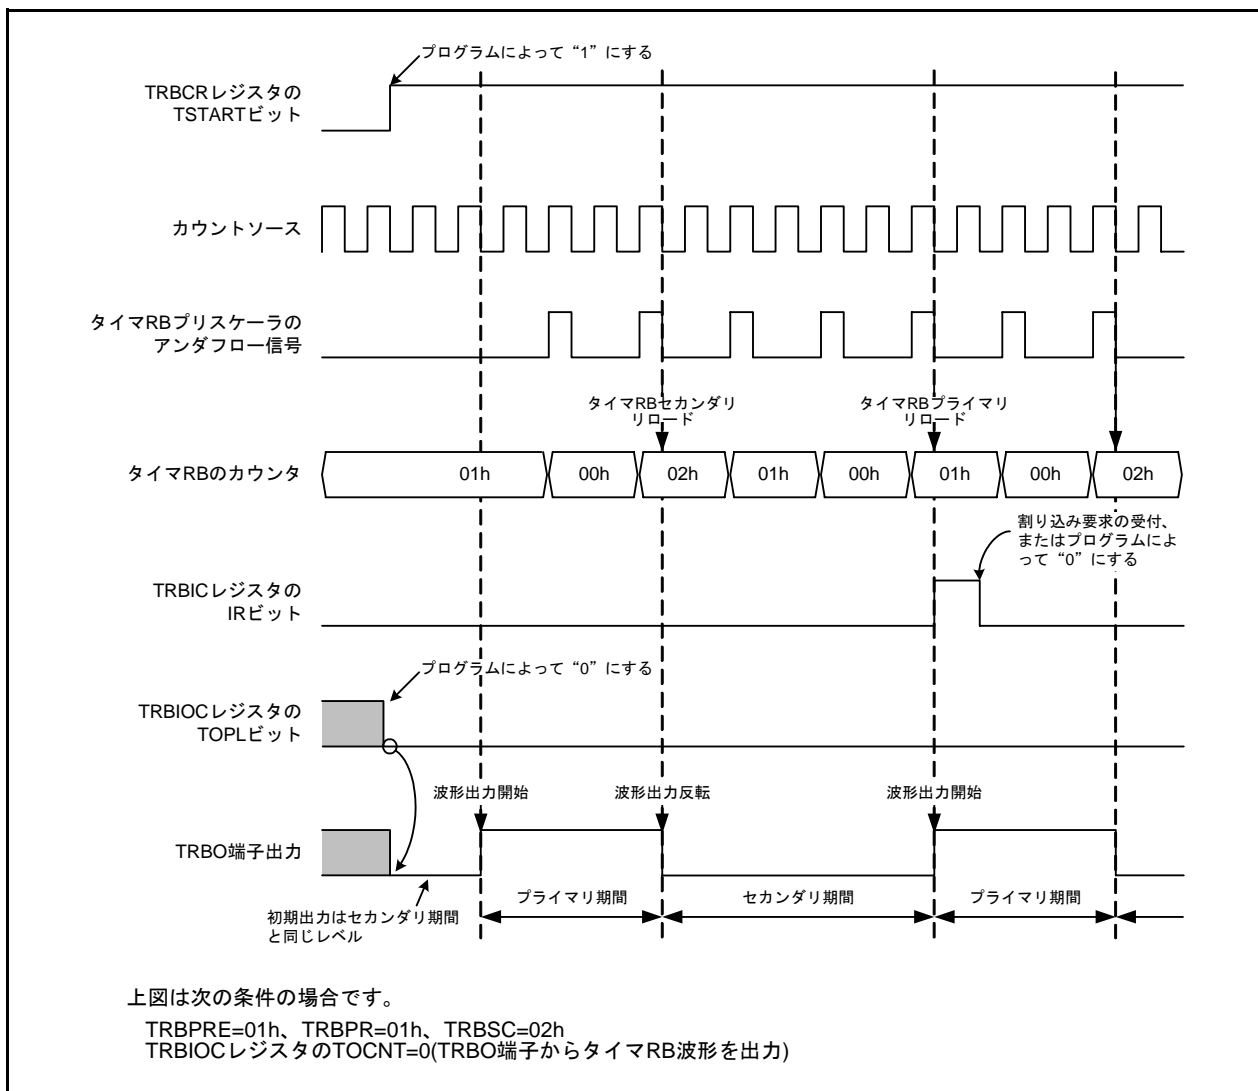 プログラムによって“1”にする
TRBCRレジスタの
TSTARTビット
カウントソース
タイマRBプリスケーラの
アンダフロー信号
タイマRBセカンダリ
リロード
タイマRBプライマリ
リロード
タイマRBのカウンタ
01h
00h
02h
01h
00h
01h
00h
02h
割り込み要求の受付、
またはプログラムによ
って“0”にする
TRBICレジスタの
IRビット
プログラムによって“0”にする
TRBIOCレジスタの
TOPLビット
波形出力開始
波形出力反転
波形出力開始
TRBO端子出力
プライマリ期間
セカンダリ期間
プライマリ期間
初期出力はセカンダリ期間
と同じレベル
上図は次の条件の場合です。
TRBPRE=01h、TRBPR=01h、TRBSC=02h
TRBIOCレジスタのTOCNT=0(TRBO端子からタイマRB波形を出力)